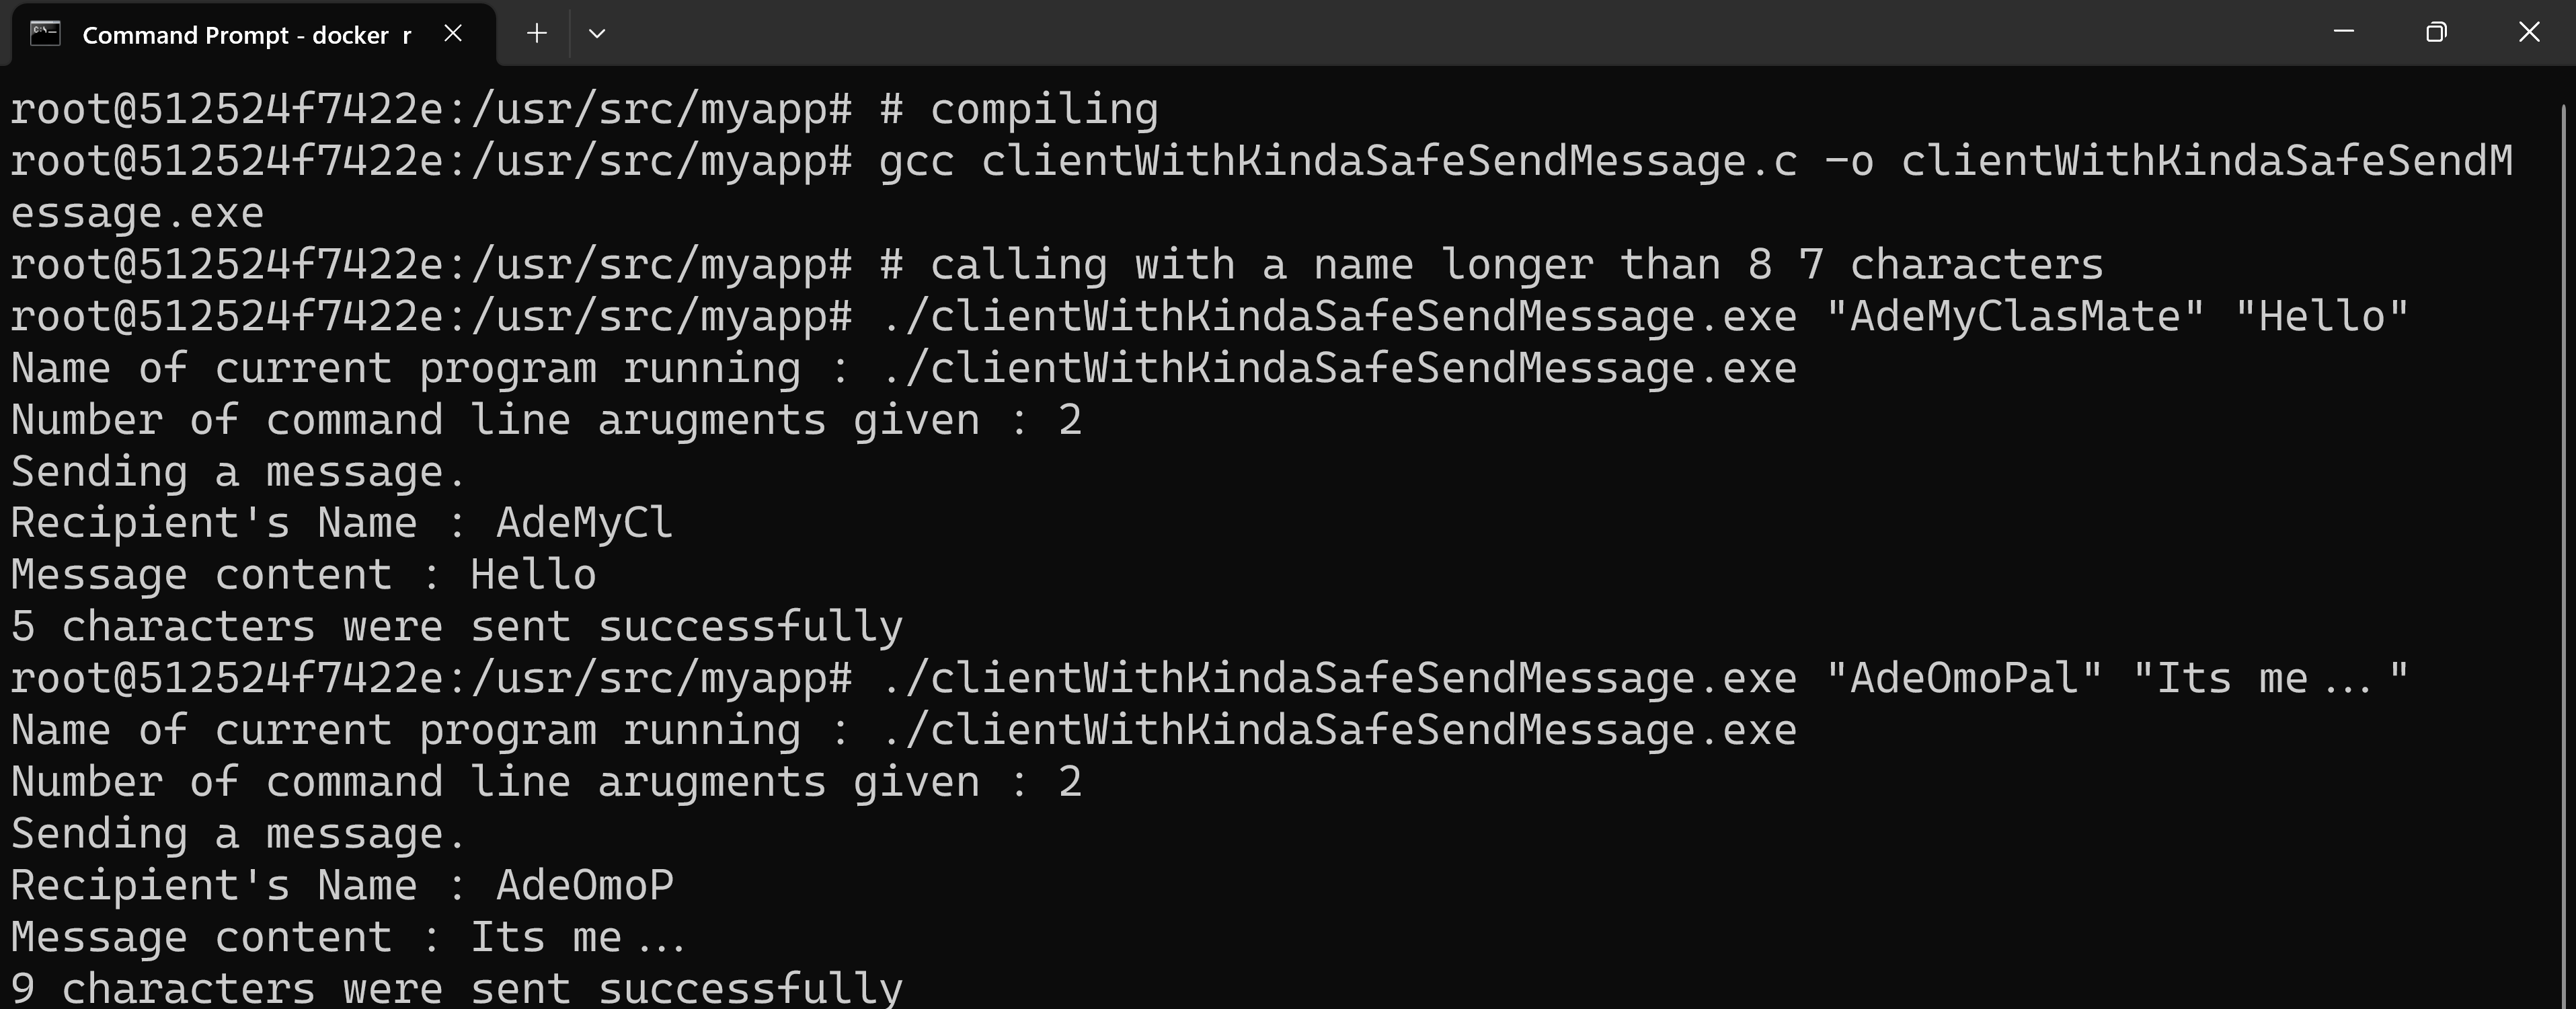 Command Prompt - docker r
root@512524f7422e:/usr/src/myapp# # compiling
root@512524f7422e:/usr/src/myapp# gcc clientWithKindaSafeSendMessage.c -o clientWithKindaSafeSendM
essage.exe
root@512524f7422e:/usr/src/myapp# # calling with a name longer than 8 7 characters
root@512524f7422e:/usr/src/myapp# ./clientWithKindaSafeSendMessage.exe "AdeMyClasMate" "Hello"
Name of current program running : ./clientWithKindaSafeSendMessage.exe
Number of command line arugments given : 2
Sending a message.
Recipient's Name : AdeMyCl
Message content : Hello
5 characters were sent successfully
root@512524f7422e:/usr/src/myapp# ./clientWithKindaSafeSendMessage.exe "AdeOmoPal" "Its me..."
Name of current program running : ./clientWithKindaSafeSendMessage.exe
Number of command line arugments given : 2
Sending a message.
Recipient's Name : AdeOmoP
Message content : Its me...
9 characters were sent successfully